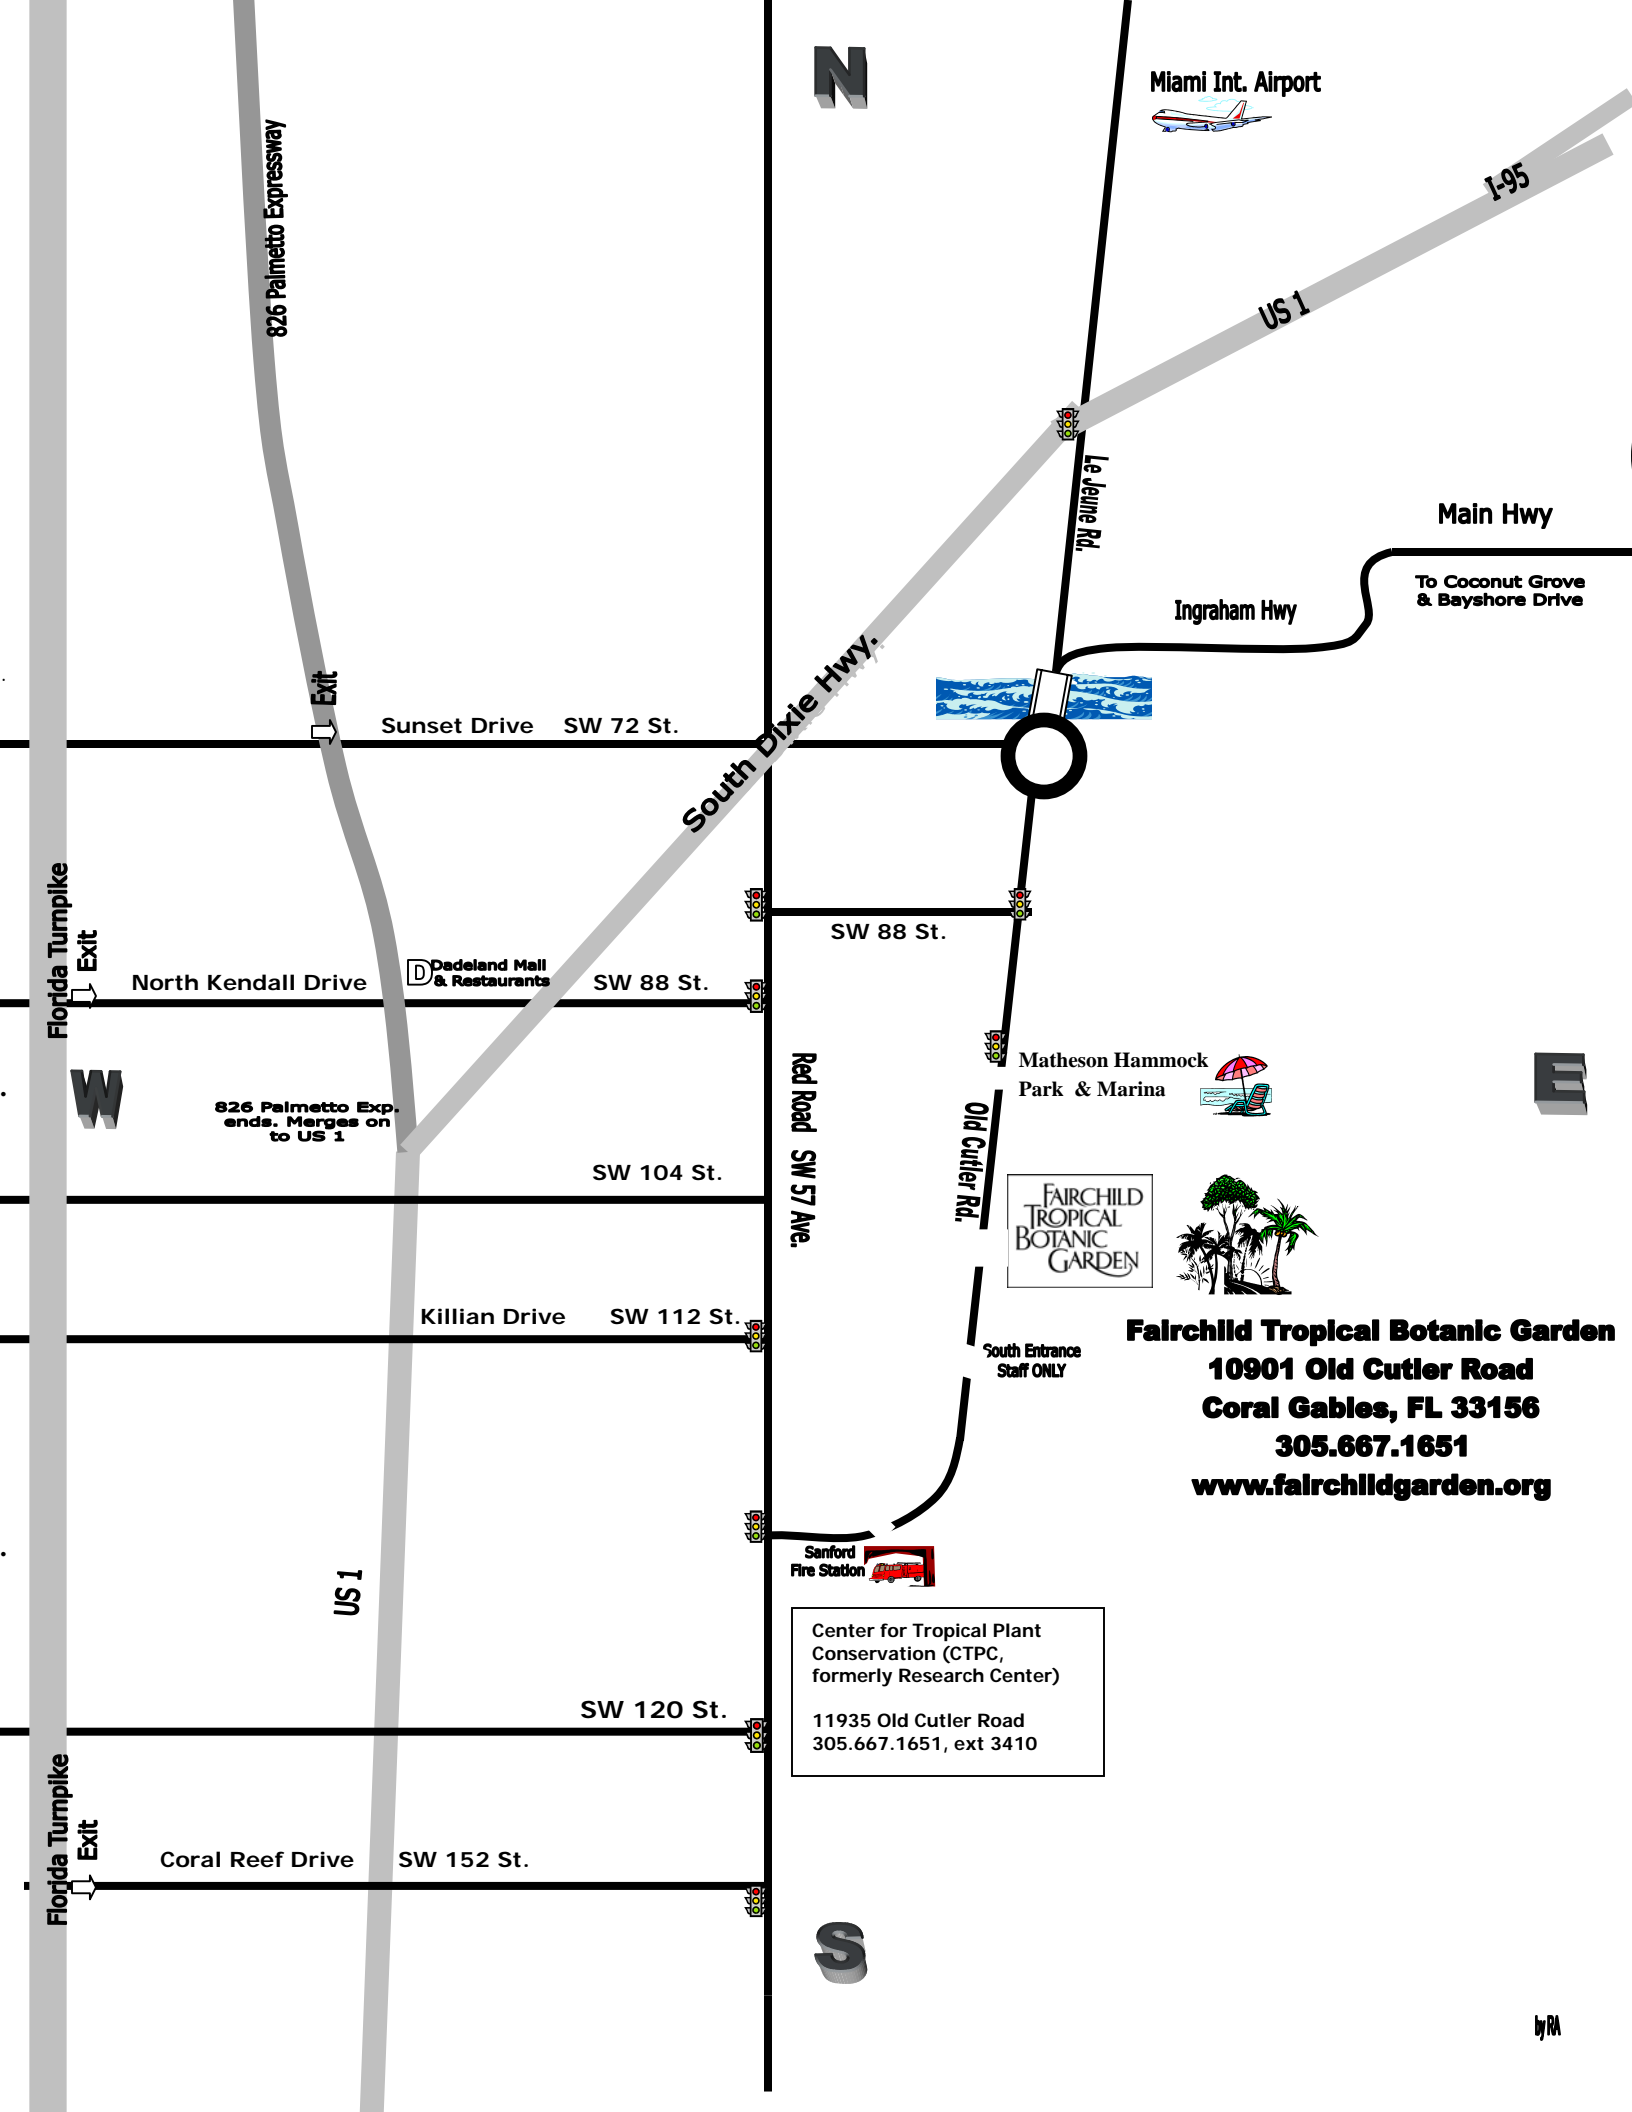 N
Miami Int. Airport
826 Palmetto Expressway
I-95
US 1
Le Jeune Rd.
Main Hwy
To Coconut Grove
& Bayshore Drive
Ingraham Hwy
South Dixie Hwy.
Exit
Sunset Drive SW 72 St.
Florida Turnpike
Exit
SW 88 St.
North Kendall Drive
D
Dadeland Mall
& Restaurants
SW 88 St.
W
E
Red Road SW 57 Ave.
Old Cutler Rd.
Matheson Hammock
Park & Marina
826 Palmetto Exp.
ends. Merges on
to US 1
SW 104 St.
FAIRCHILD
TROPICAL
BOTANIC
GARDEN
Killian Drive SW 112 St.
South Entrance
Staff ONLY
Fairchild Tropical Botanic Garden
10901 Old Cutler Road
Coral Gables, FL 33156
305.667.1651
www.fairchildgarden.org
Sanford
Fire Station
US 1
Center for Tropical Plant
Conservation (CTPC,
formerly Research Center)
11935 Old Cutler Road
305.667.1651, ext 3410
SW 120 St.
Florida Turnpike
Exit
Coral Reef Drive SW 152 St.
S
by RA